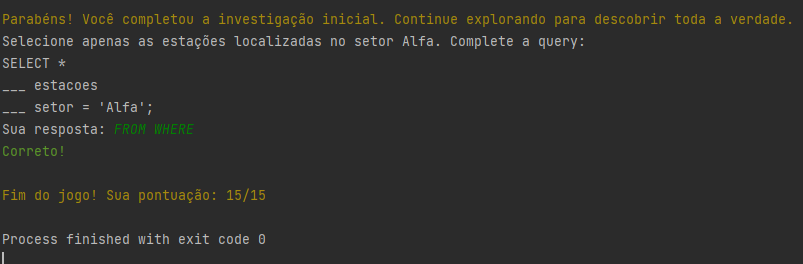 Parabéns! Você completou a investigação inicial. Continue explorando para descobrir toda a verdade.
Selecione apenas as estações localizadas no setor Alfa. Complete a query:
SELECT *
___ estacoes
___ setor = 'Alfa';
Sua resposta: FROM WHERE
Correto!
Fim do jogo! Sua pontuação: 15/15
Process finished with exit code 0